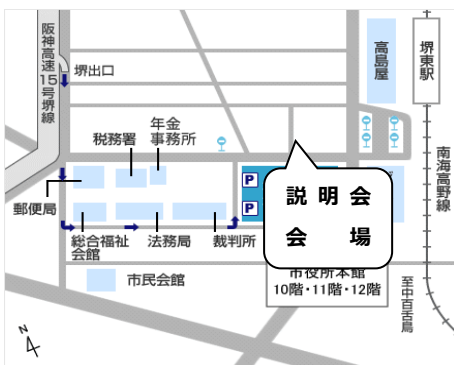 阪神高速15号堺線
堺出口
高島屋
堺東駅
年金
事務所
税務署
P
P
説明会
会場
南海高野線
郵便局
総合福祉
会館
法務局
裁判所
市民会館
市役所本館
10階・11階・12階
至中百舌鳥
N